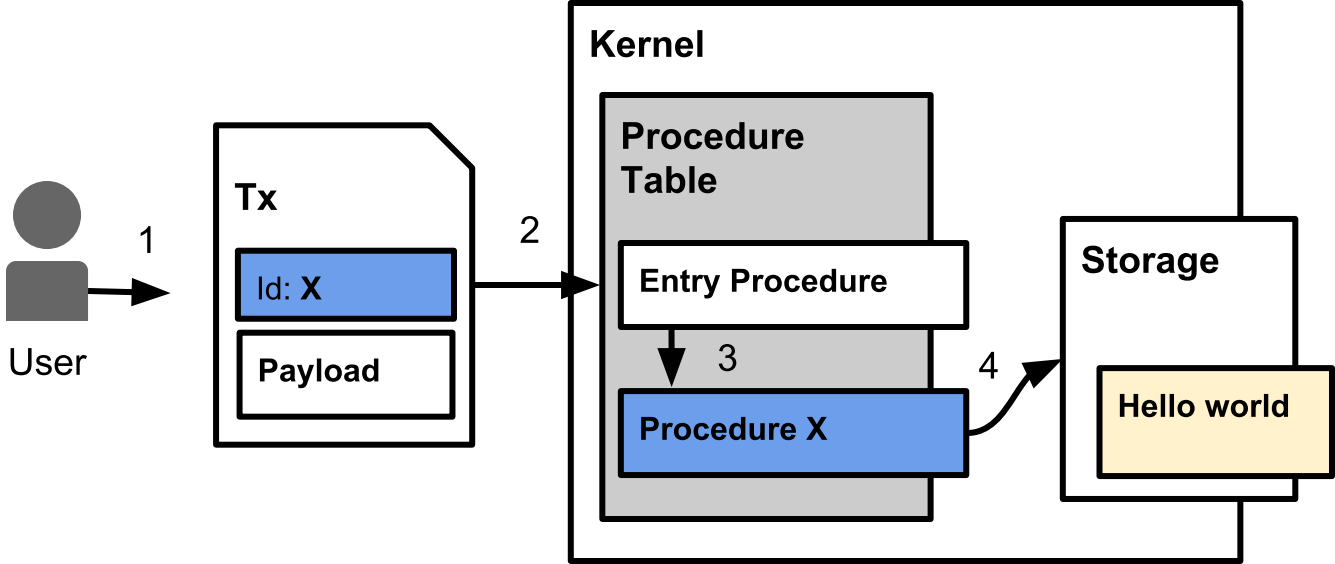 Kernel
Procedure
Table
Tx
1
2
Id: X
Entry Procedure
Storage
User
Payload
3
4
Procedure X
Hello world